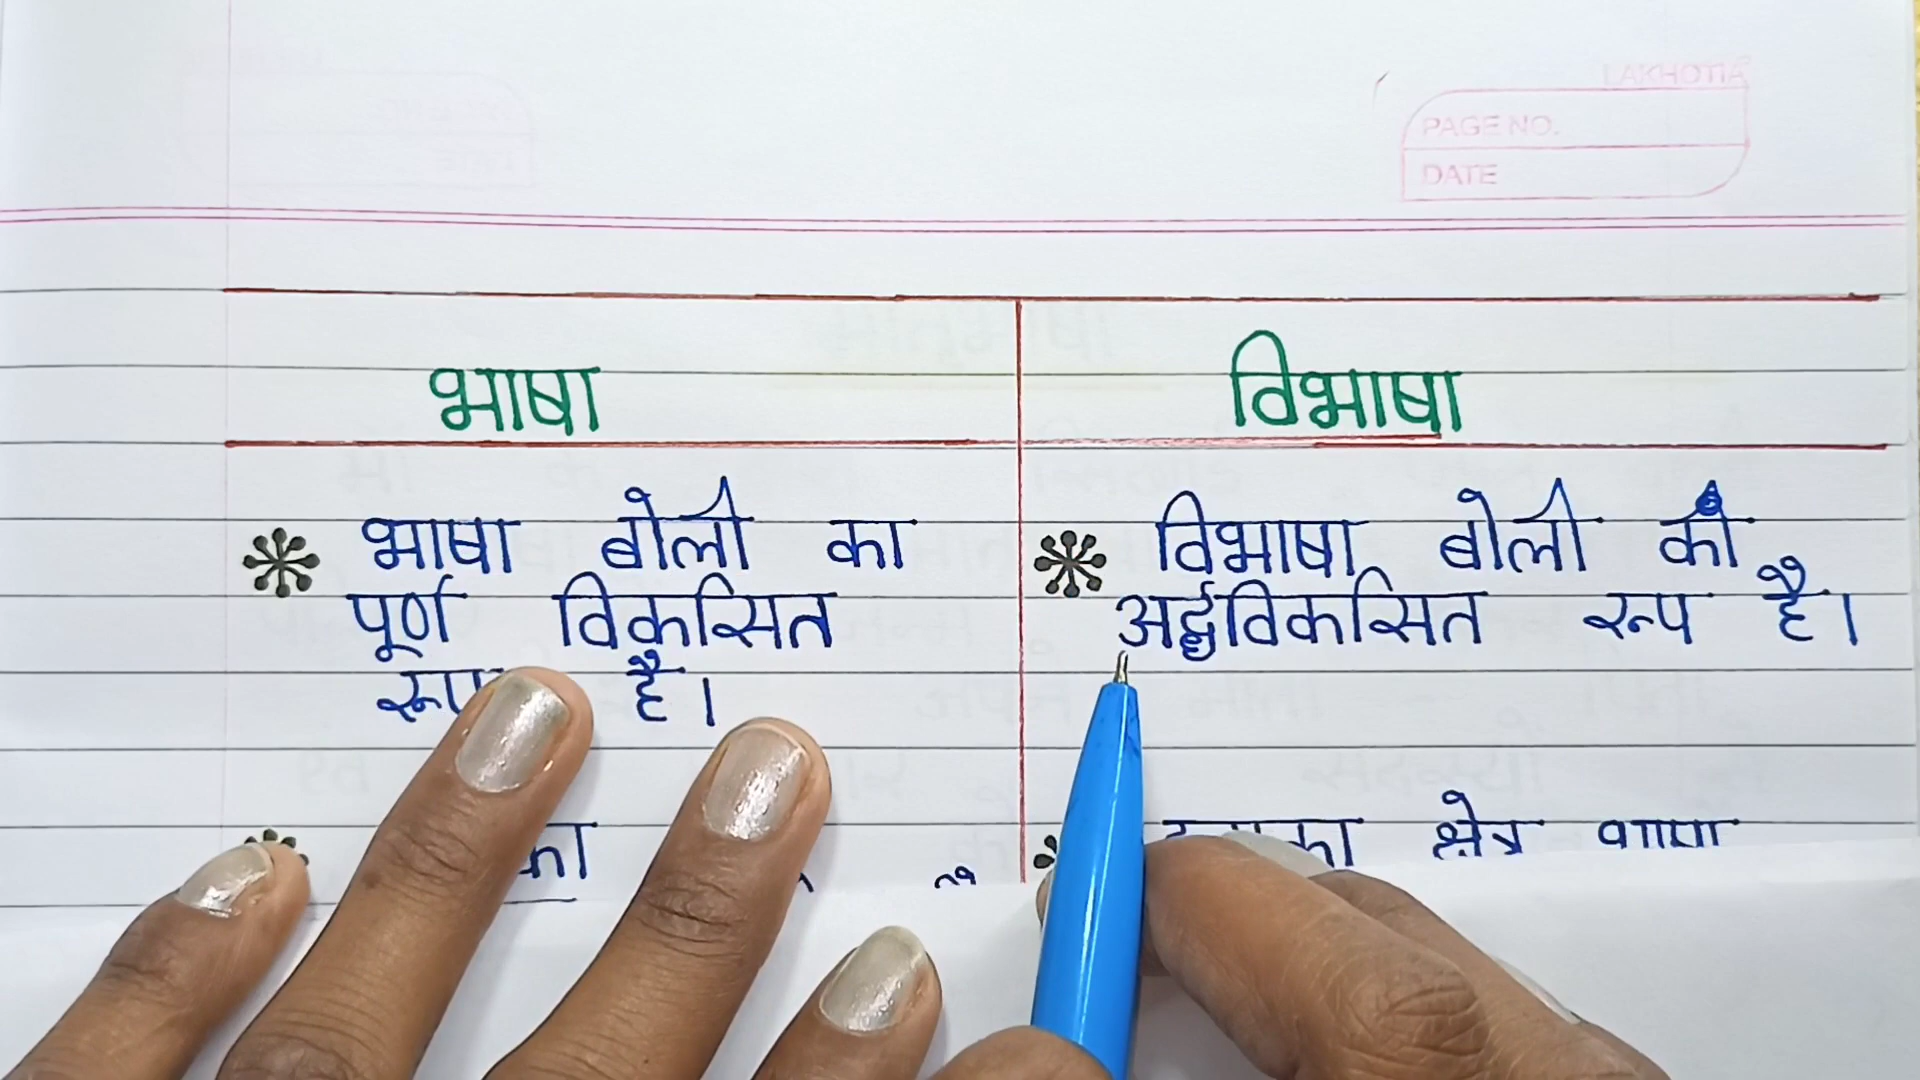 LAKHOTIA
PAGE NO.
DATE
भाषा
विभाषा
भाषा बोली का
पूर्ण विकसित
है।
विभाषा बोली की
अर्द्धविकसित रूप है।
क्षेत्र